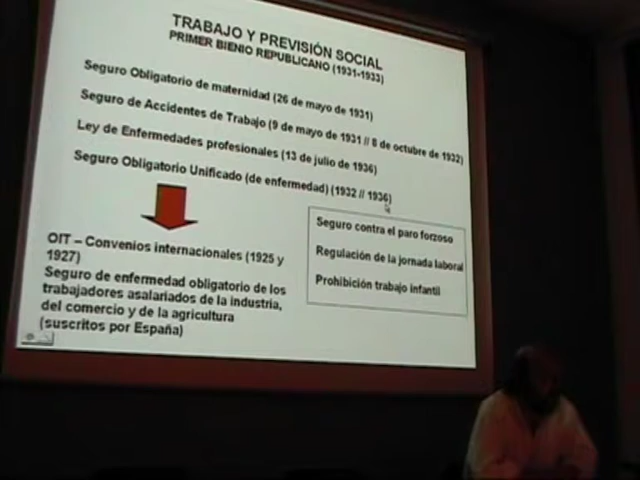 TRABAJO Y PREVISIÓN SOCIAL
PRIMER BIENIO REPUBLICANO (1931-1933)
Seguro Obligatorio de maternidad (26 de mayo de 1931)
Seguro de Accidentes de Trabajo (9 de mayo de 1931 // 8 de octubre de 1932)
Ley de Enfermedades profesionales (13 de julio de 1936)
Seguro Obligatorio Unificado (de enfermedad) (1932 // 1936)
OIT – Convenios internacionales (1925 y
1927)
Seguro de enfermedad obligatorio de los
trabajadores asalariados de la industria,
del comercio y de la agricultura
(suscritos por España)
Seguro contra el paro forzoso
Regulación de la jornada laboral
Prohibición trabajo infantil